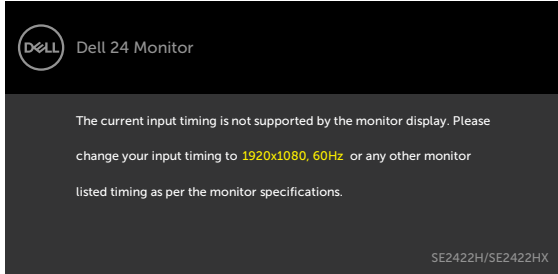 DELL
Dell 24 Monitor
The current input timing is not supported by the monitor display. Please
change your input timing to 1920x1080, 60Hz or any other monitor
listed timing as per the monitor specifications.
SE2422H/SE2422HX